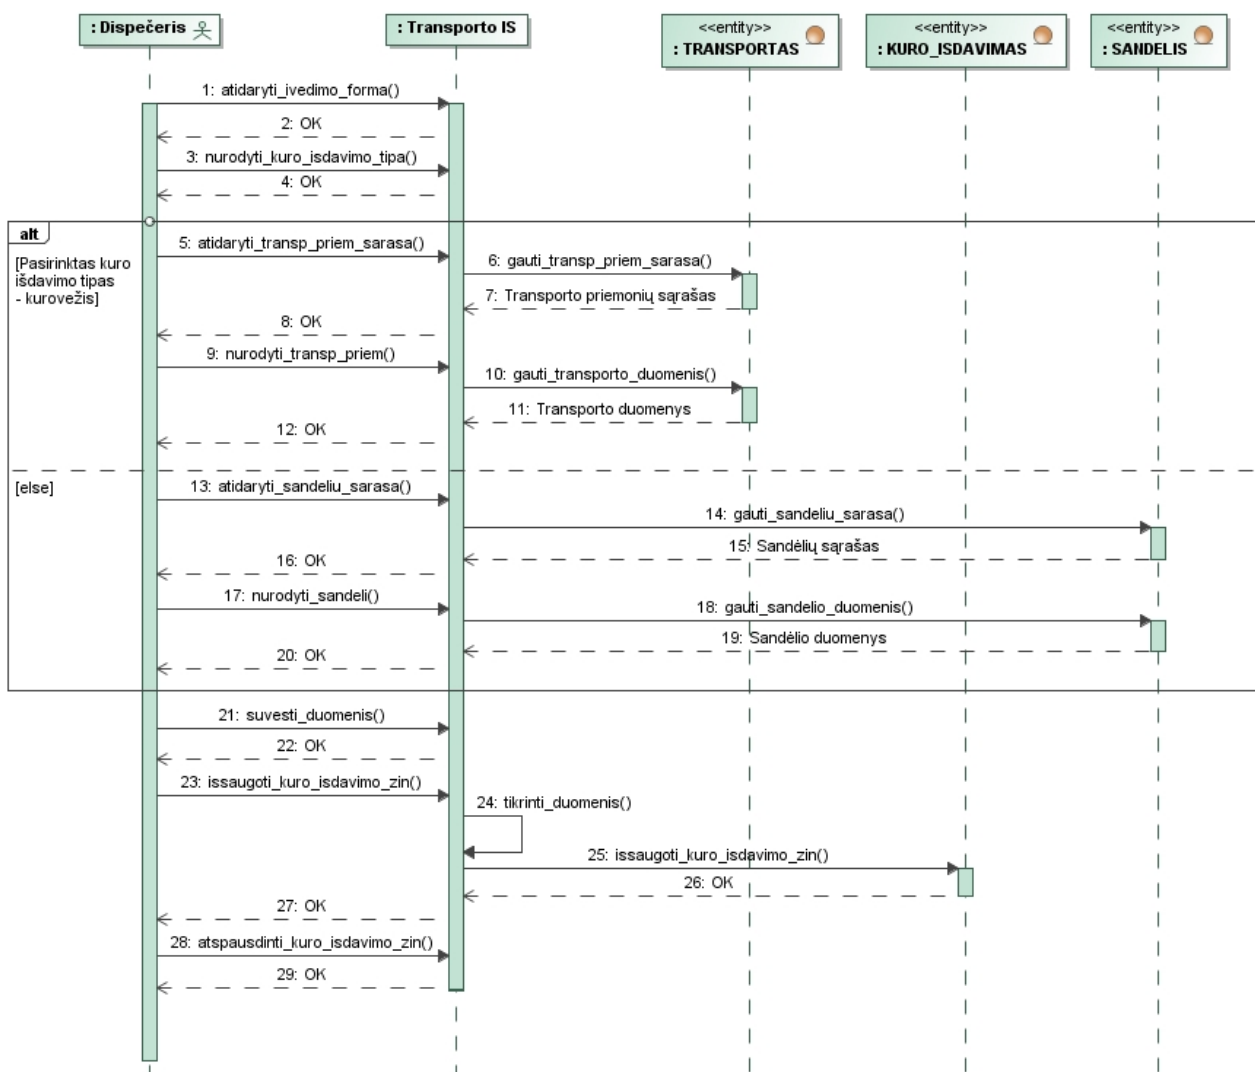 : Dispečeris
: Transporto IS
<<entity>>
: TRANSPORTAS
<<entity>>
: KURO_ISDAVIMAS
<<entity>>
: SANDELIS
1: atidaryti_ivedimo_forma()
2: OK
3: nurodyti_kuro_isdavimo_tipa()
4: OK
alt
[Pasirinktas kuro
išdavimo tipas
- kurovežis]
5: atidaryti_transp_priem_sarasa()
6: gauti_transp_priem_sarasa()
7: Transporto priemonių sąrašas
8: OK
9: nurodyti_transp_priem()
10: gauti_transporto_duomenis()
11: Transporto duomenys
12: OK
[else]
13: atidaryti_sandeliu_sarasa()
14: gauti_sandeliu_sarasa()
15: Sandėlių sąrašas
16: OK
17: nurodyti_sandeli()
18: gauti_sandelio_duomenis()
19: Sandėlio duomenys
20: OK
21: suvesti_duomenis()
22: OK
23: issaugoti_kuro_isdavimo_zin()
24: tikrinti_duomenis()
25: issaugoti_kuro_isdavimo_zin()
26: OK
27: OK
28: atspausdinti_kuro_isdavimo_zin()
29: OK